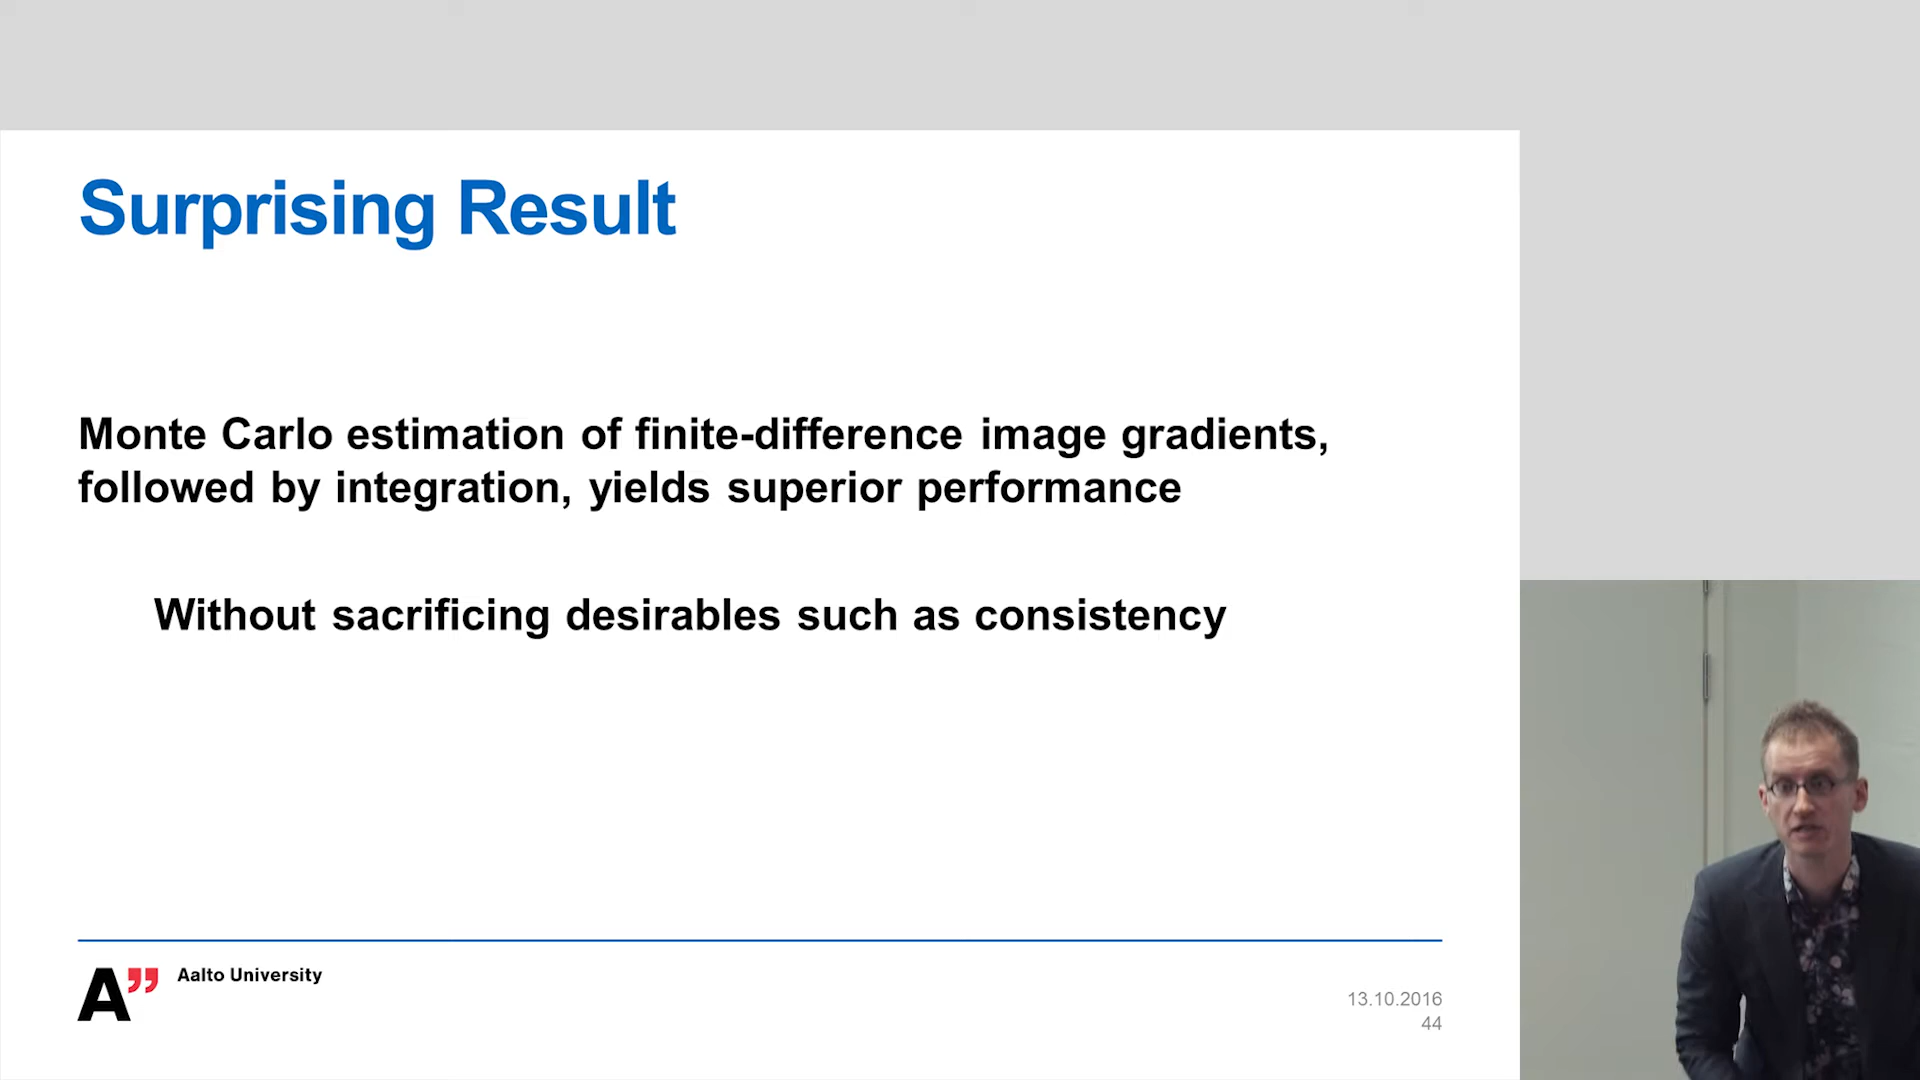 Surprising Result
Monte Carlo estimation of finite-difference image gradients,
followed by integration, yields superior performance
Without sacrificing desirables such as consistency
A”
Aalto University
13.10.2016
44